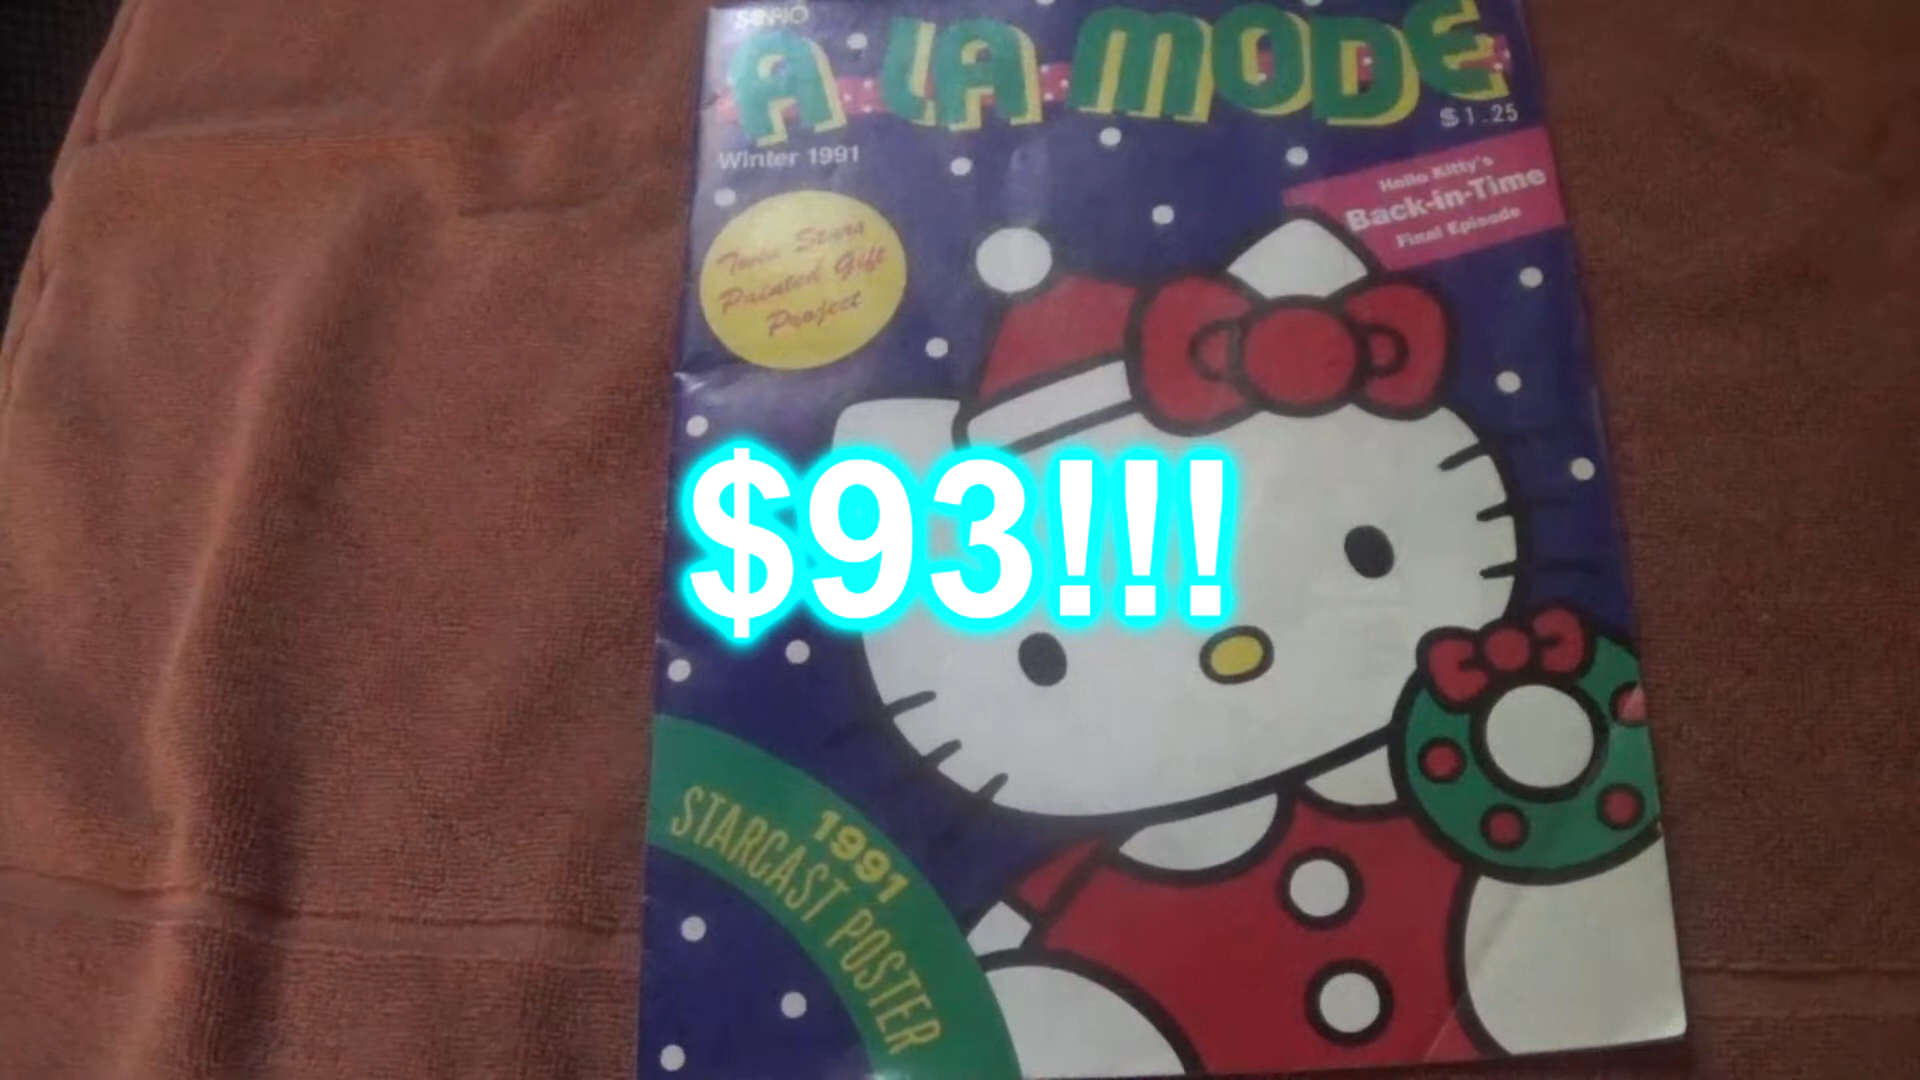 SANRIO
A LA MODE
$1.25
Winter 1991
Hello Kitty's
Back-in-Time
Final Episode
Twin Stars
Painted Gift
Project
$93!!!
1991
STARCAST POSTER